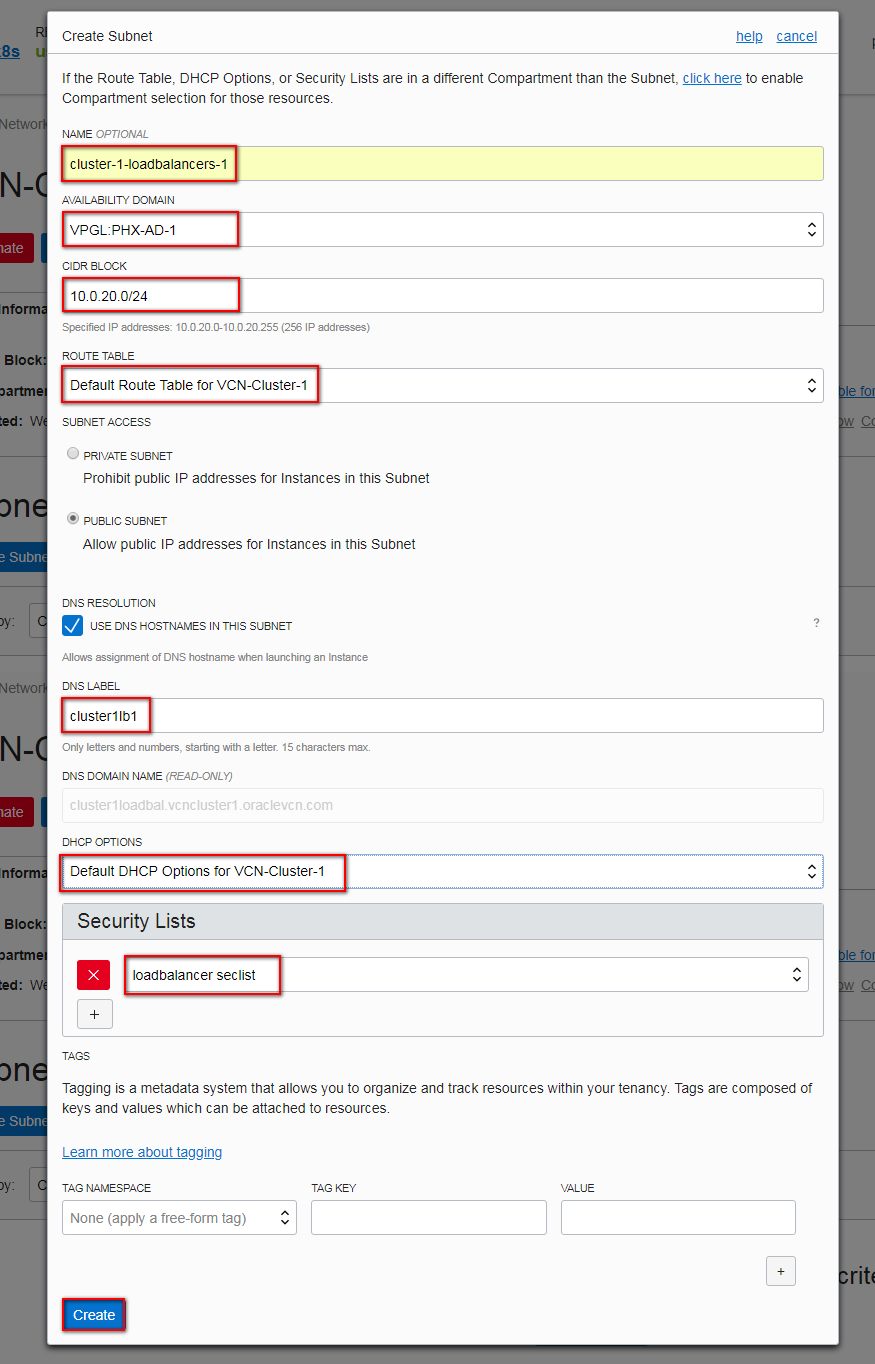 Create Subnet help cancel
If the Route Table, DHCP Options, or Security Lists are in a different Compartment than the Subnet, click here to enable
Compartment selection for those resources.
NAME OPTIONAL
cluster-1-loadbalancers-1
AVAILABILITY DOMAIN
VPGL:PHX-AD-1
CIDR BLOCK
10.0.20.0/24
Specified IP addresses: 10.0.20.0-10.0.20.255 (256 IP addresses)
ROUTE TABLE
Default Route Table for VCN-Cluster-1
SUBNET ACCESS
PRIVATE SUBNET
Prohibit public IP addresses for Instances in this Subnet
PUBLIC SUBNET
Allow public IP addresses for Instances in this Subnet
DNS RESOLUTION
USE DNS HOSTNAMES IN THIS SUBNET ?
Allows assignment of DNS hostname when launching an Instance
DNS LABEL
cluster1lb1
Only letters and numbers, starting with a letter. 15 characters max.
DNS DOMAIN NAME (READ-ONLY)
cluster1loadbal.vcncluster1.oraclevcn.com
DHCP OPTIONS
Default DHCP Options for VCN-Cluster-1
Security Lists
loadbalancer seclist
+
TAGS
Tagging is a metadata system that allows you to organize and track resources within your tenancy. Tags are composed of
keys and values which can be attached to resources.
Learn more about tagging
TAG NAMESPACE TAG KEY VALUE
None (apply a free-form tag)
+
Create